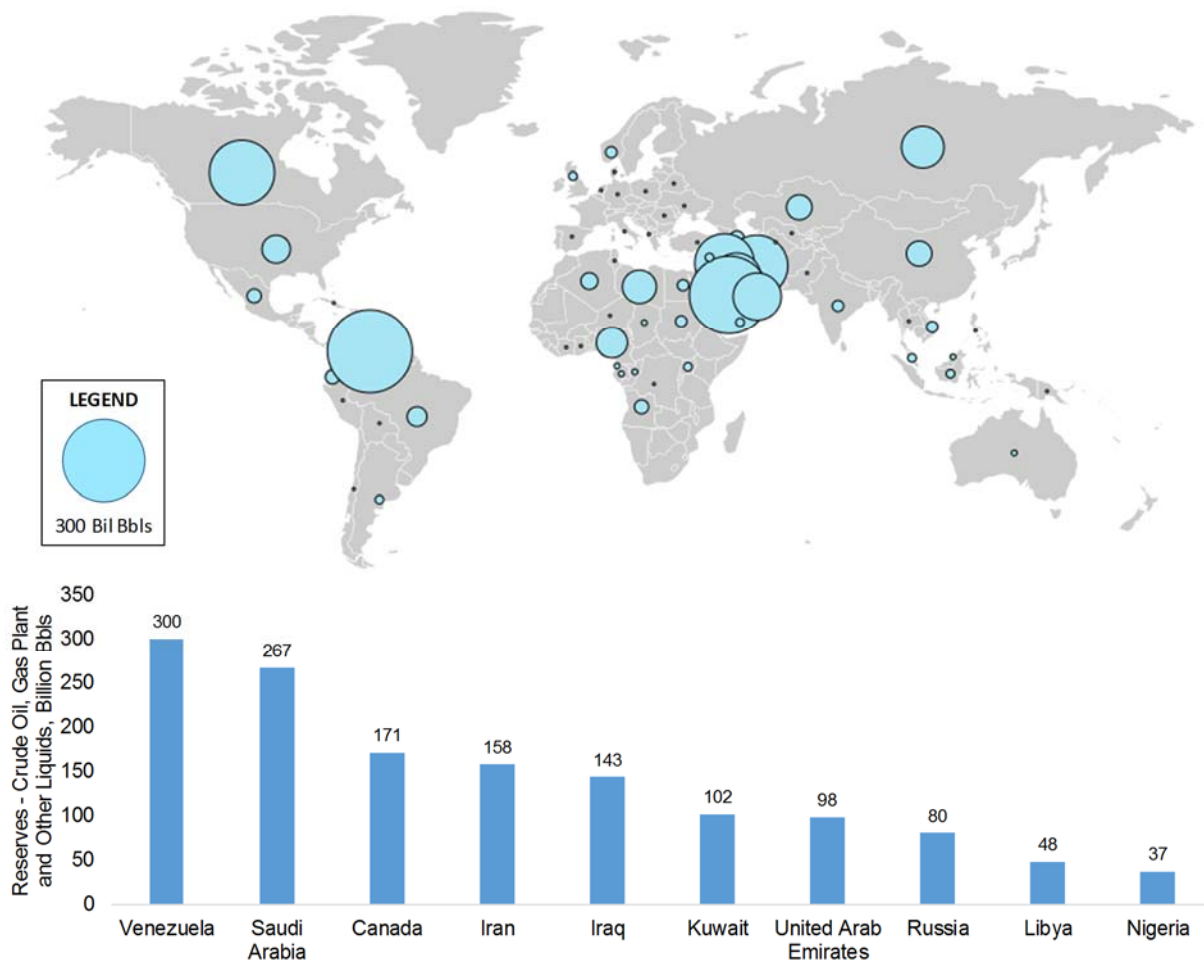 LEGEND
300 Bil Bbls
Reserves - Crude Oil, Gas Plant
and Other Liquids, Billion Bbls
350
300
250
200
150
100
50
0
300
267
171
158
143
102
98
80
48
37
Venezuela
Saudi
Arabia
Canada
Iran
Iraq
Kuwait
United Arab
Emirates
Russia
Libya
Nigeria